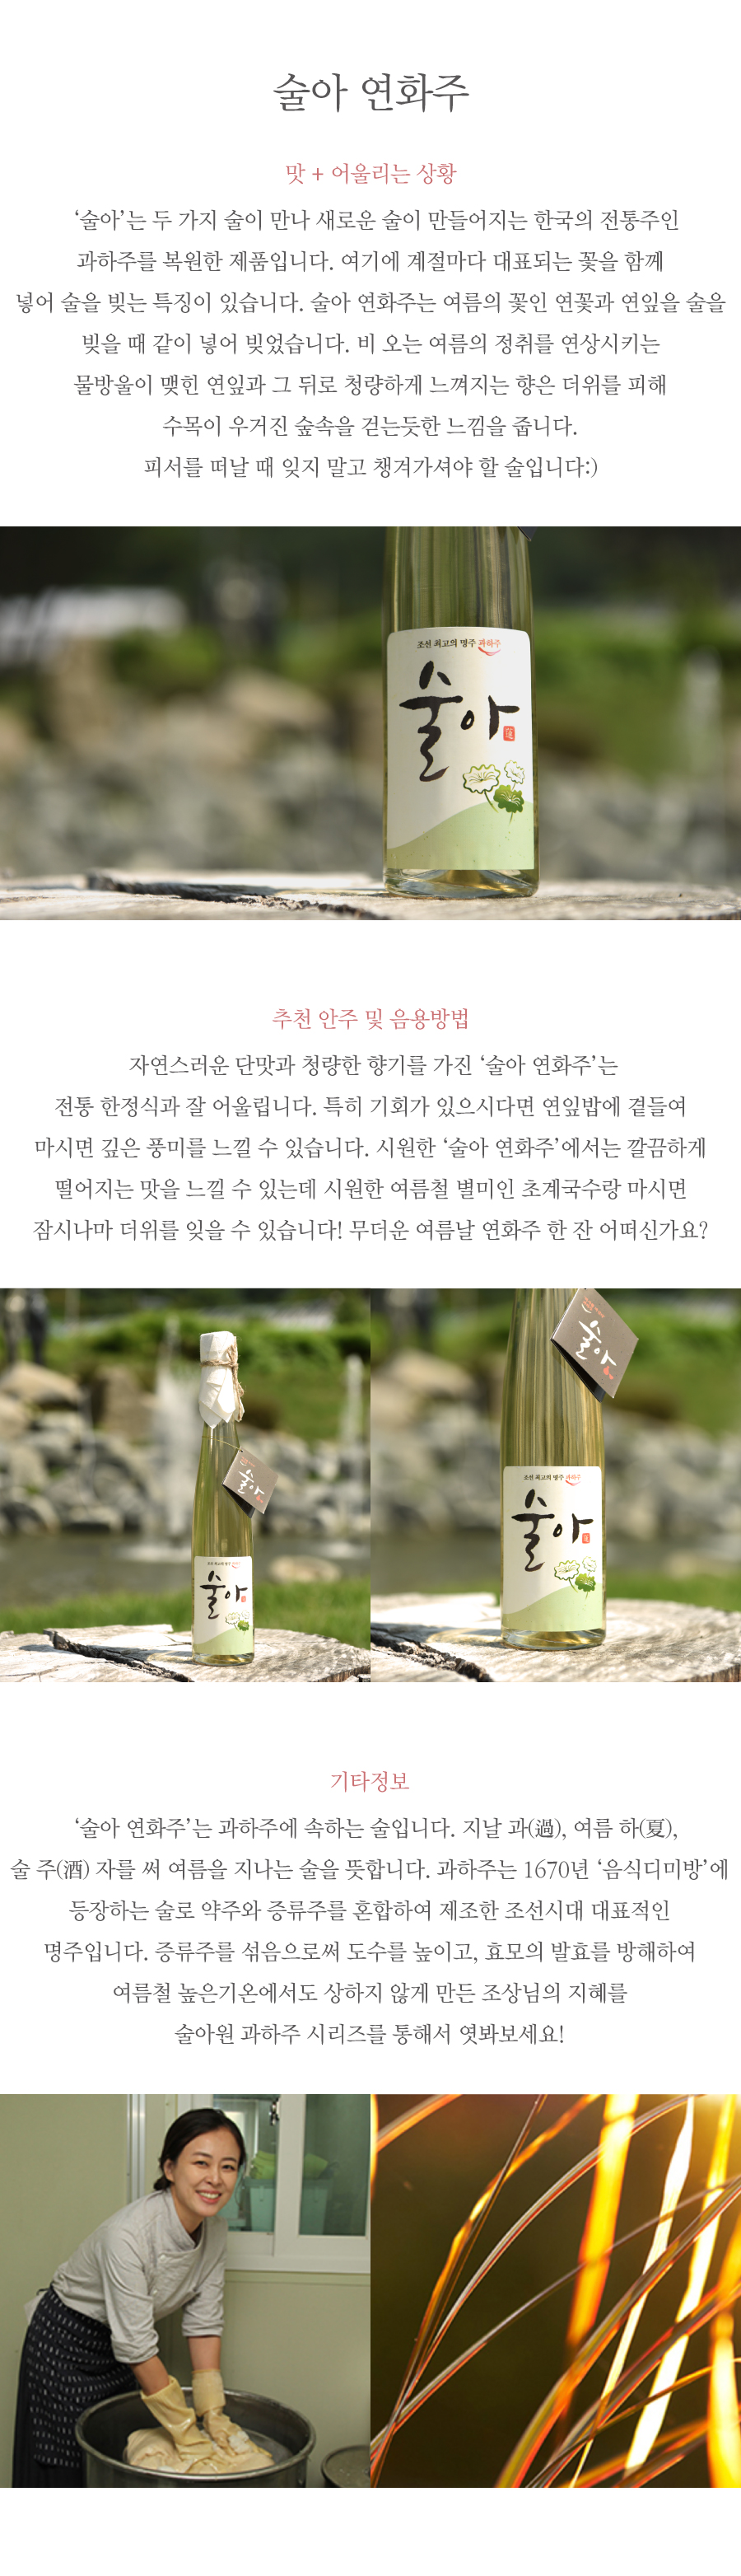 술아 연화주
맛 + 어울리는 상황
‘술아’는 두 가지 술이 만나 새로운 술이 만들어지는 한국의 전통주인
과하주를 복원한 제품입니다. 여기에 계절마다 대표되는 꽃을 함께
넣어 술을 빚는 특징이 있습니다. 술아 연화주는 여름의 꽃인 연꽃과 연잎을 술을
빚을 때 같이 넣어 빚었습니다. 비 오는 여름의 정취를 연상시키는
물방울이 맺힌 연잎과 그 뒤로 청량하게 느껴지는 향은 더위를 피해
수목이 우거진 숲속을 걷는듯한 느낌을 줍니다.
피서를 떠날 때 잊지 말고 챙겨가셔야 할 술입니다:)
조선 최고의 명주 과하주
술아
蓮
추천 안주 및 음용방법
자연스러운 단맛과 청량한 향기를 가진 ‘술아 연화주’는
전통 한정식과 잘 어울립니다. 특히 기회가 있으시다면 연잎밥에 곁들여
마시면 깊은 풍미를 느낄 수 있습니다. 시원한 ‘술아 연화주’에서는 깔끔하게
떨어지는 맛을 느낄 수 있는데 시원한 여름철 별미인 초계국수랑 마시면
잠시나마 더위를 잊을 수 있습니다! 무더운 여름날 연화주 한 잔 어떠신가요?
술아
조선 최고의 명주 과하주
술아
술아
조선 최고의 명주 과하주
술아
기타정보
‘술아 연화주’는 과하주에 속하는 술입니다. 지날 과(過), 여름 하(夏),
술 주(酒) 자를 써 여름을 지나는 술을 뜻합니다. 과하주는 1670년 ‘음식디미방’에
등장하는 술로 약주와 증류주를 혼합하여 제조한 조선시대 대표적인
명주입니다. 증류주를 섞음으로써 도수를 높이고, 효모의 발효를 방해하여
여름철 높은기온에서도 상하지 않게 만든 조상님의 지혜를
술아원 과하주 시리즈를 통해서 엿봐보세요!